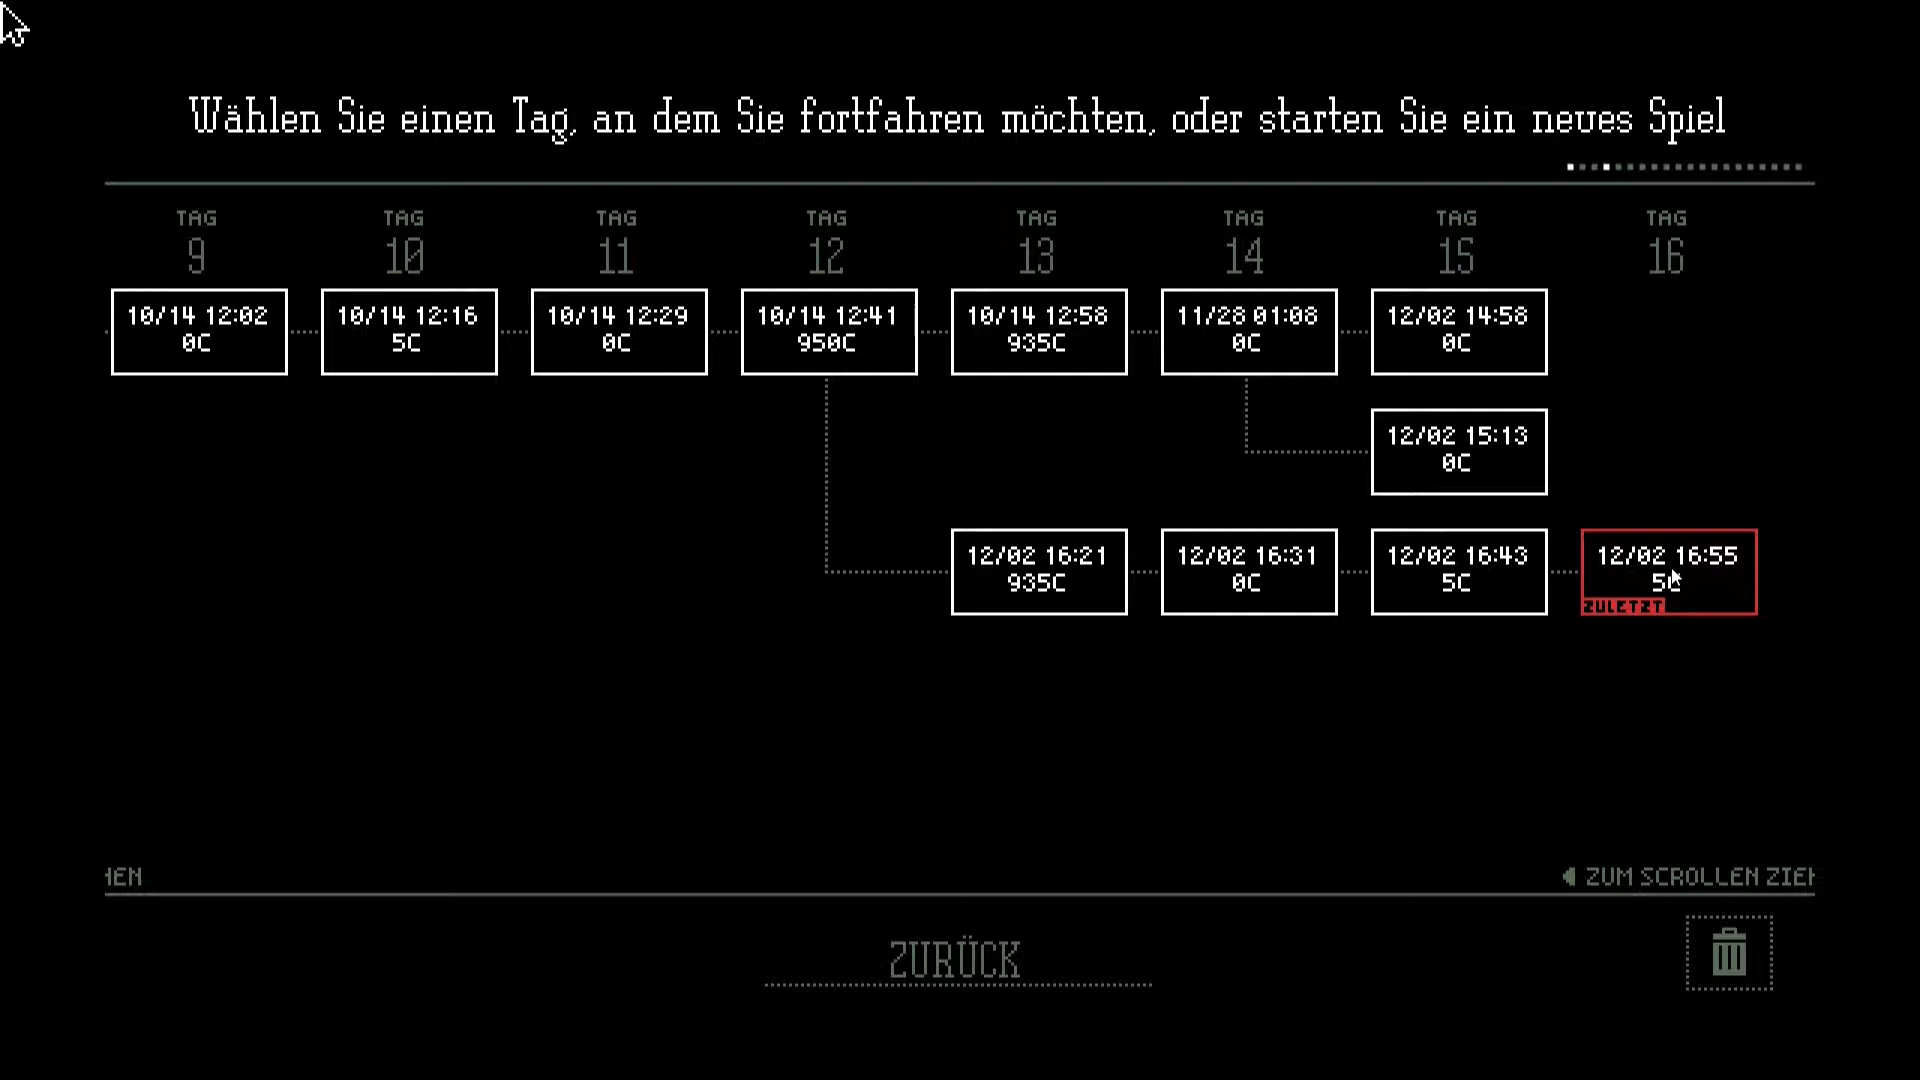 Wählen Sie einen Tag, an dem Sie fortfahren möchten, oder starten Sie ein neues Spiel
TAG TAG TAG TAG TAG TAG TAG TAG
9 10 11 12 13 14 15 16
10/14 12:02 10/14 12:16 10/14 12:29 10/14 12:41 10/14 12:58 11/28 01:08 12/02 14:58
0C 5C 0C 950C 935C 0C 0C
12/02 15:13
0C
12/02 16:21 12/02 16:31 12/02 16:43 12/02 16:55
935C 0C 5C 5C
ZULETZT
HEN ZUM SCROLLEN ZIEH
ZURÜCK